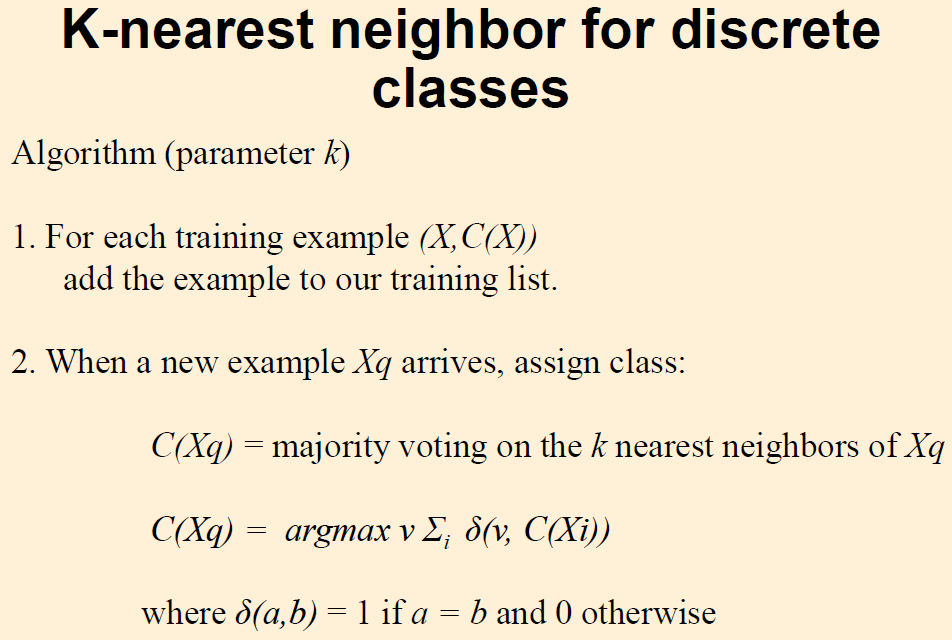 K-nearest neighbor for discrete
classes
Algorithm (parameter k)
1. For each training example (X,C(X))
add the example to our training list.
2. When a new example Xq arrives, assign class:
C(Xq) = majority voting on the k nearest neighbors of Xq
C(Xq) = argmax v Σi δ(v, C(Xi))
where δ(a,b) = 1 if a = b and 0 otherwise